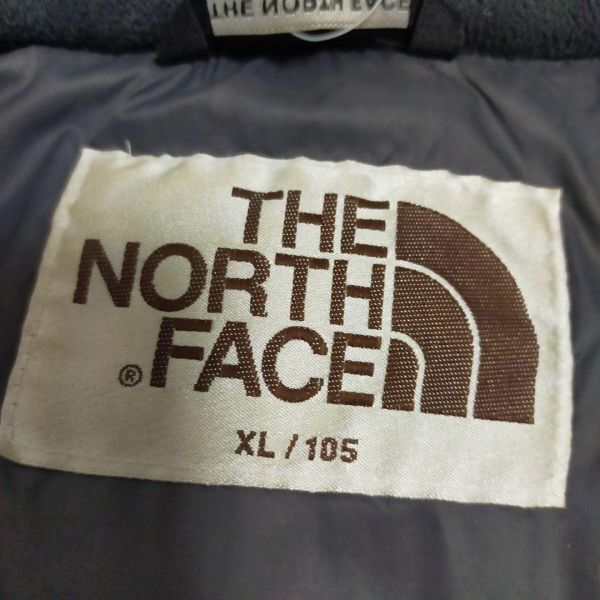 THE NORTH FACE
THE
NORTH
FACE
®
XL / 105